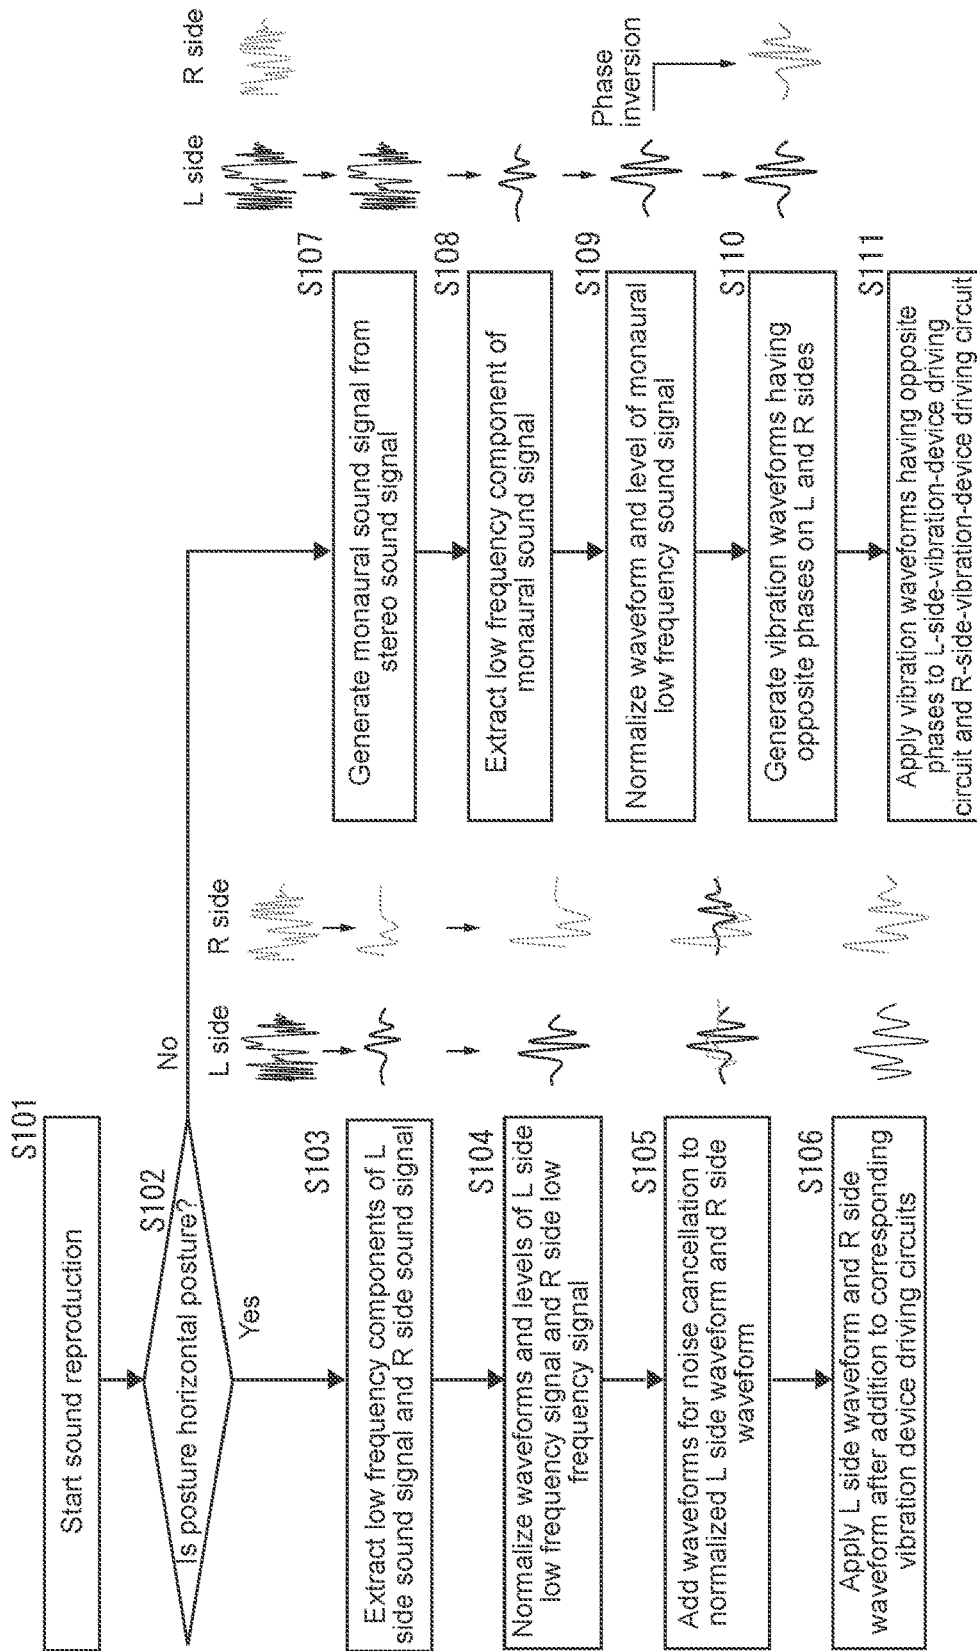 S101
Start sound reproduction
S102
Is posture horizontal posture?
No
Yes
L side
R side
S103
Extract low frequency components of L
side sound signal and R side sound signal
S104
Normalize waveforms and levels of L side
low frequency signal and R side low
frequency signal
S105
Add waveforms for noise cancellation to
normalized L side waveform and R side
waveform
S106
Apply L side waveform and R side
waveform after addition to corresponding
vibration device driving circuits
L side
R side
S107
Generate monaural sound signal from
stereo sound signal
S108
Extract low frequency component of
monaural sound signal
S109
Normalize waveform and level of monaural
low frequency sound signal
Phase
inversion
S110
Generate vibration waveforms having
opposite phases on L and R sides
S111
Apply vibration waveforms having opposite
phases to L-side-vibration-device driving
circuit and R-side-vibration-device driving circuit